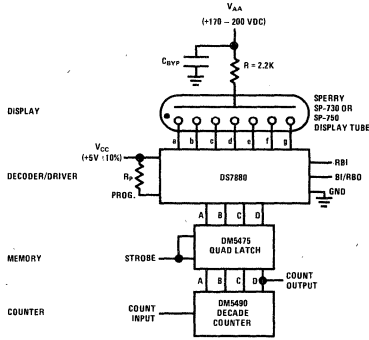 VAA
(+170 – 200 VDC)
CBYP
R = 2.2K
SPERRY
SP-730 OR
SP-750
DISPLAY TUBE
DISPLAY
a b c d e f g
VCC
(+5V ±10%)
DECODER/DRIVER
RP
PROG.
DS7880
RBI
BI/RBO
GND
A B C D
DM5475
QUAD LATCH
MEMORY
STROBE
A B C D
COUNT
OUTPUT
COUNTER
COUNT
INPUT
DM5490
DECADE
COUNTER